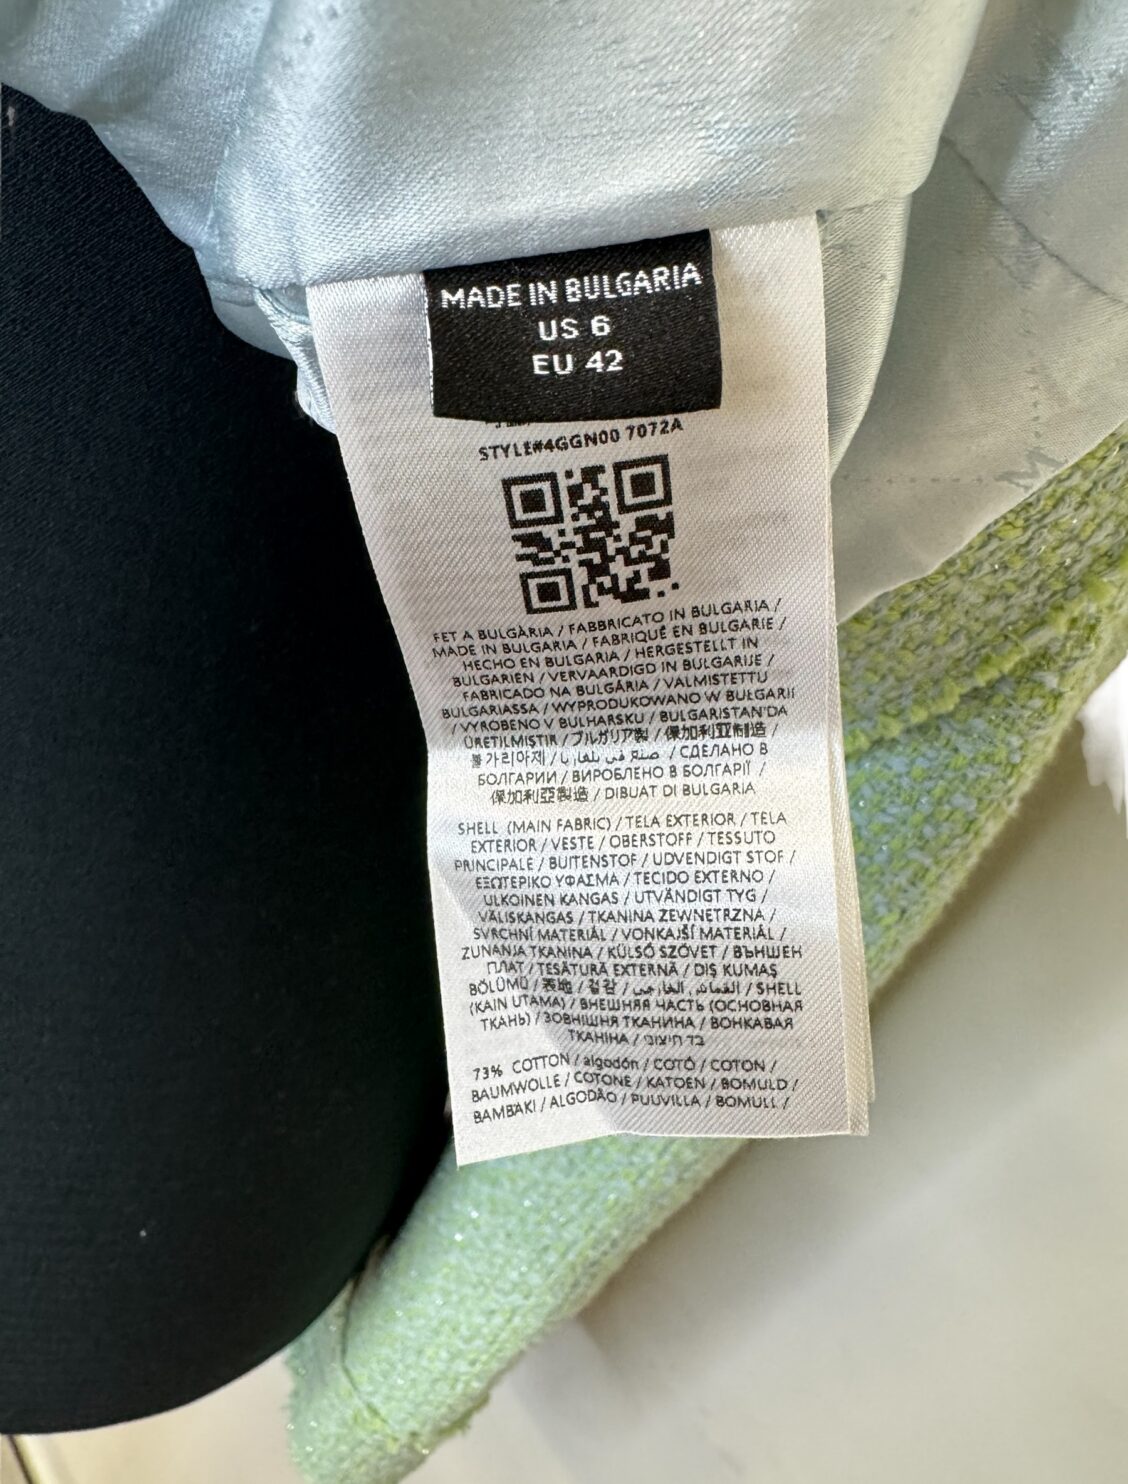 MADE IN BULGARIA
US 6
EU 42
STYLE#4GGN00 7072A
FET A BULGÀRIA / FABBRICATO IN BULGARIA /
MADE IN BULGARIA / FABRIQUÉ EN BULGARIE /
HECHO EN BULGARIA / HERGESTELLT IN
BULGARIEN / VERVAARDIGD IN BULGARIJE /
FABRICADO NA BULGÁRIA / VALMISTETTU
BULGARIASSA / WYPRODUKOWANO W BUŁGARII
/ VYROBENO V BULHARSKU / BULGARISTAN'DA
ÜRETİLMİŞTİR / ブルガリア製 / 保加利亚制造 /
불가리아제 / صنع في بلغاريا / СДЕЛАНО В
БОЛГАРИИ / ВИРОБЛЕНО В БОЛГАРІЇ /
保加利亞製造 / DIBUAT DI BULGARIA
SHELL (MAIN FABRIC) / TELA EXTERIOR / TELA
EXTERIOR / VESTE / OBERSTOFF / TESSUTO
PRINCIPALE / BUITENSTOF / UDVENDIGT STOF /
ΕΞΩΤΕΡΙΚΟ ΥΦΑΣΜΑ / TECIDO EXTERNO /
ULKOINEN KANGAS / UTVÄNDIGT TYG /
VÄLISKANGAS / TKANINA ZEWNĘTRZNA /
SVRCHNÍ MATERIÁL / VONKAJŠÍ MATERIÁL /
ZUNANJA TKANINA / KÜLSŐ SZÖVET / ВЪНШЕН
ПЛАТ / ȚESĂTURĂ EXTERNĂ / DIŞ KUMAŞ
BÖLÜMÜ / 表地 / 겉감 / القماش الخارجي / SHELL
(KAIN UTAMA) / ВНЕШНЯЯ ЧАСТЬ (ОСНОВНАЯ
ТКАНЬ) / ЗОВНІШНЯ ТКАНИНА / ВОНКАВАЯ
ТКАНІНА / בד חיצוני
73% COTTON / algodón / COTÓ / COTON /
BAUMWOLLE / COTONE / KATOEN / BOMULD /
ΒΑΜΒΑΚΙ / ALGODÃO / PUUVILLA / BOMULL /